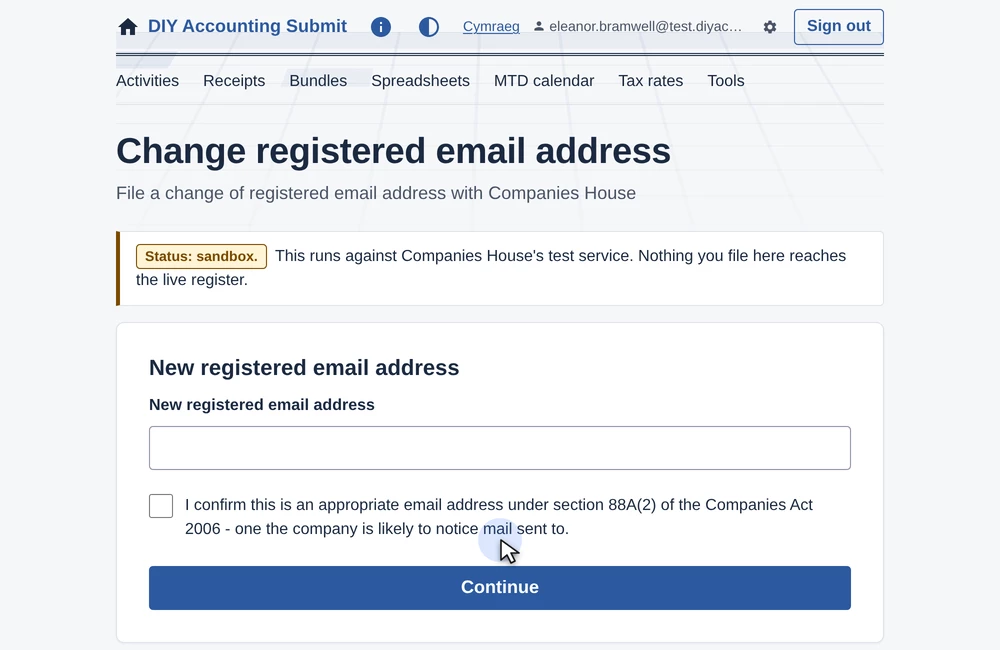 DIY Accounting Submit
Cymraeg
eleanor.bramwell@test.diyac...
Sign out
Activities
Receipts
Bundles
Spreadsheets
MTD calendar
Tax rates
Tools
Change registered email address
File a change of registered email address with Companies House
Status: sandbox. This runs against Companies House's test service. Nothing you file here reaches
the live register.
New registered email address
New registered email address
I confirm this is an appropriate email address under section 88A(2) of the Companies Act
2006 - one the company is likely to notice mail sent to.
Continue